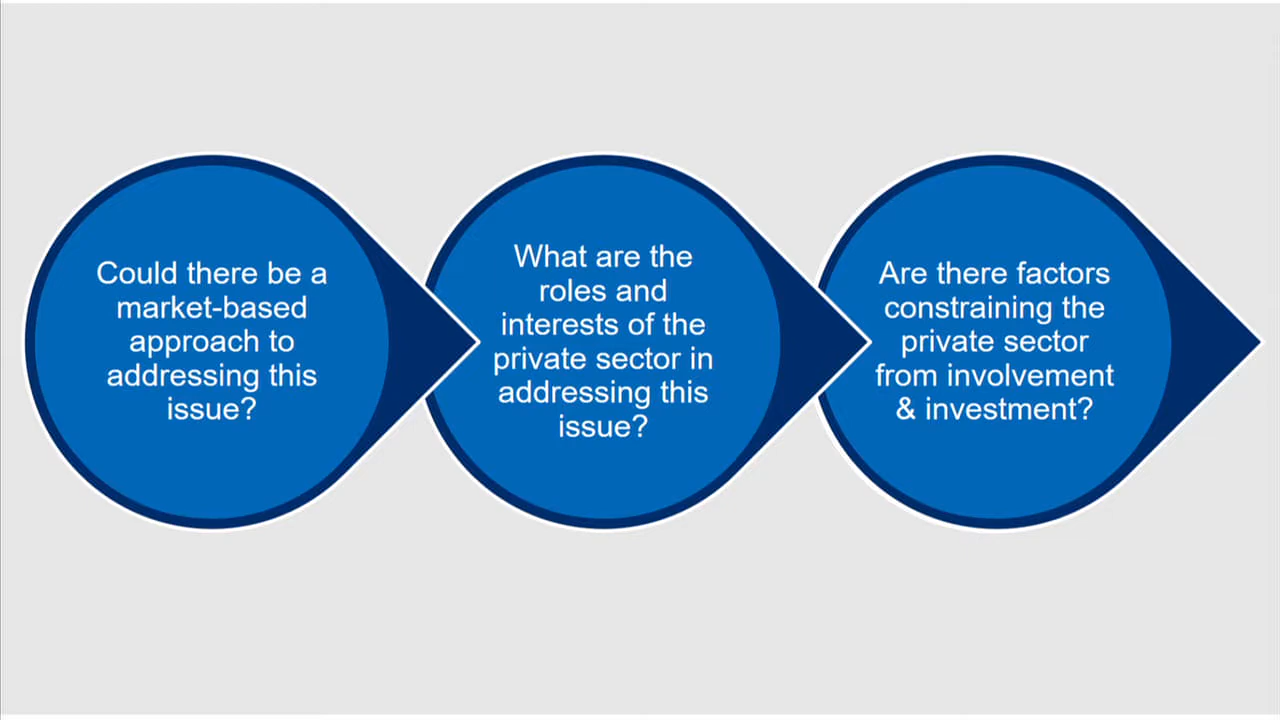 Could there be a
market-based
approach to
addressing this
issue?
What are the
roles and
interests of the
private sector in
addressing this
issue?
Are there factors
constraining the
private sector
from involvement
& investment?